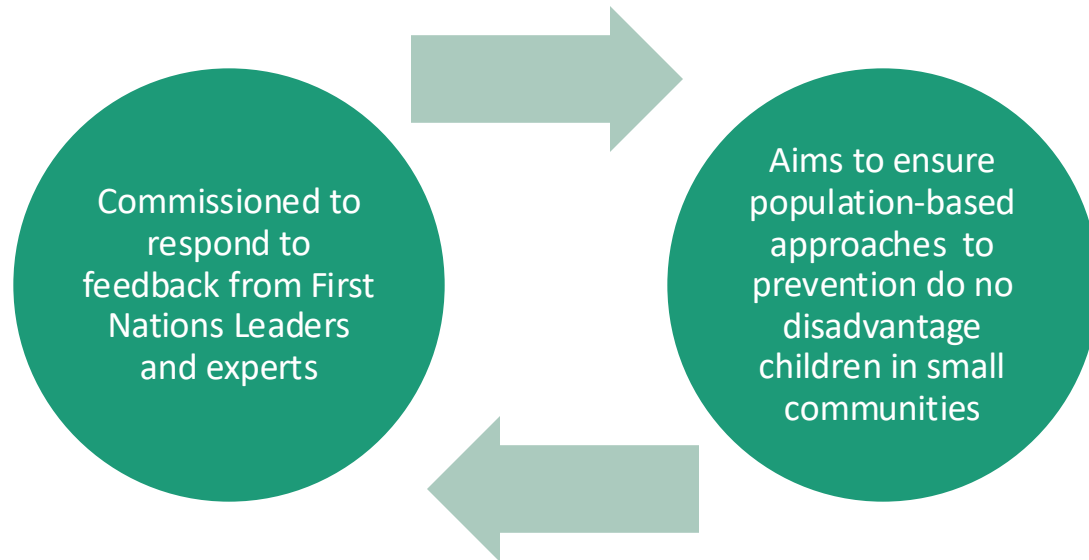 Commissioned to
respond to
feedback from First
Nations Leaders
and experts
Aims to ensure
population-based
approaches  to
prevention do no
disadvantage
children in small
communities